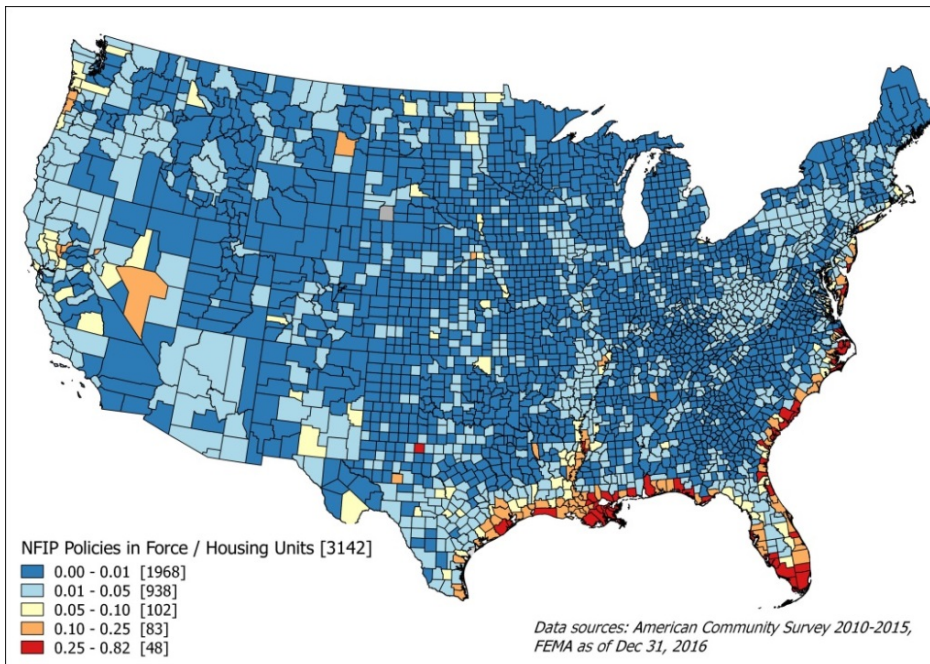 NFIP Policies in Force / Housing Units [3142]
0.00 - 0.01 [1968]
0.01 - 0.05 [938]
0.05 - 0.10 [102]
0.10 - 0.25 [83]
0.25 - 0.82 [48]
Data sources: American Community Survey 2010-2015,
FEMA as of Dec 31, 2016